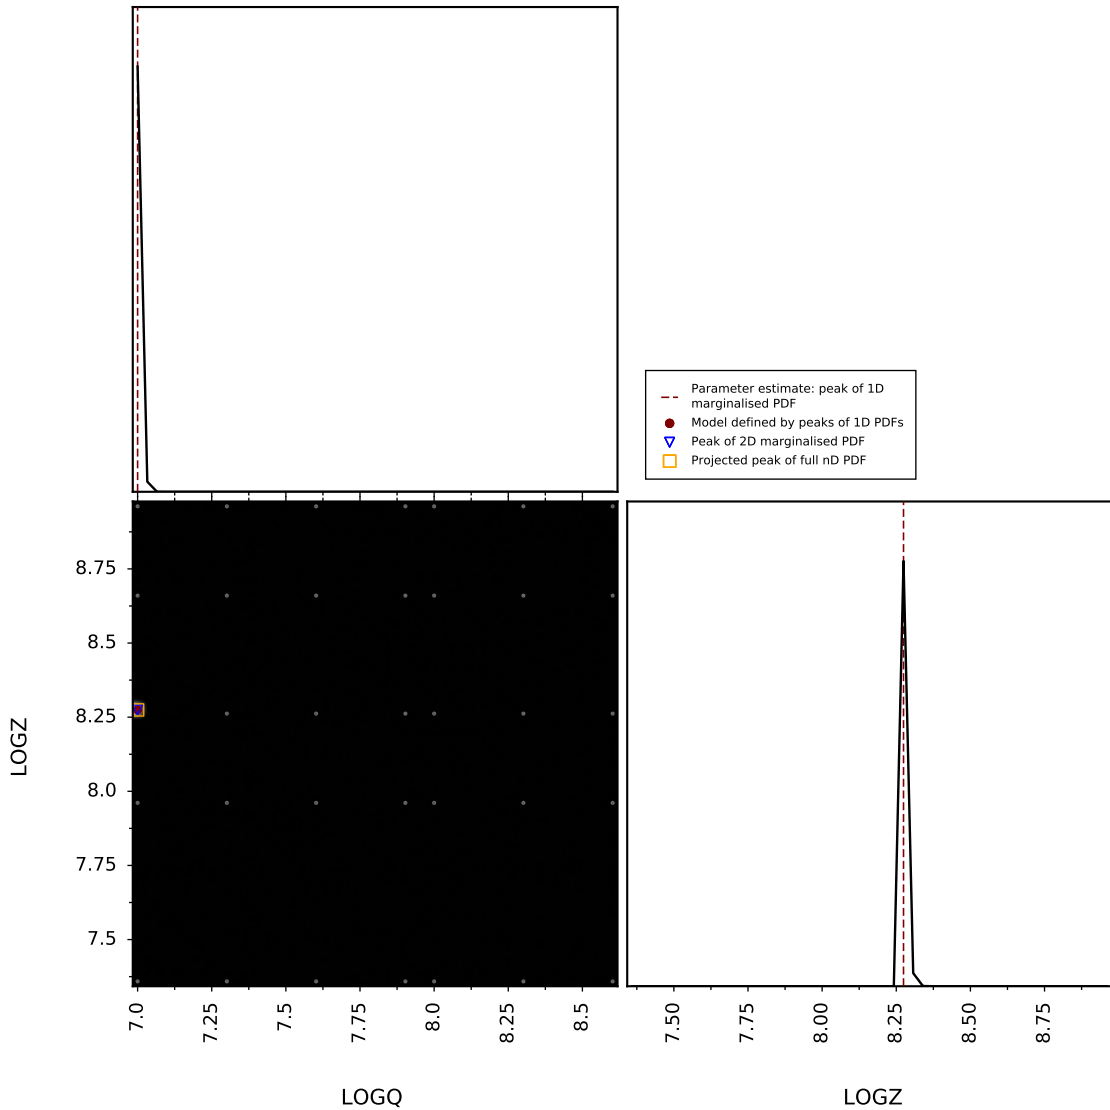 Parameter estimate: peak of 1D
marginalised PDF
Model defined by peaks of 1D PDFs
Peak of 2D marginalised PDF
Projected peak of full nD PDF
8.75
8.5
8.25
8.0
7.75
7.5
LOGZ
7.0
7.25
7.5
7.75
8.0
8.25
8.5
LOGQ
7.50
7.75
8.00
8.25
8.50
8.75
LOGZ